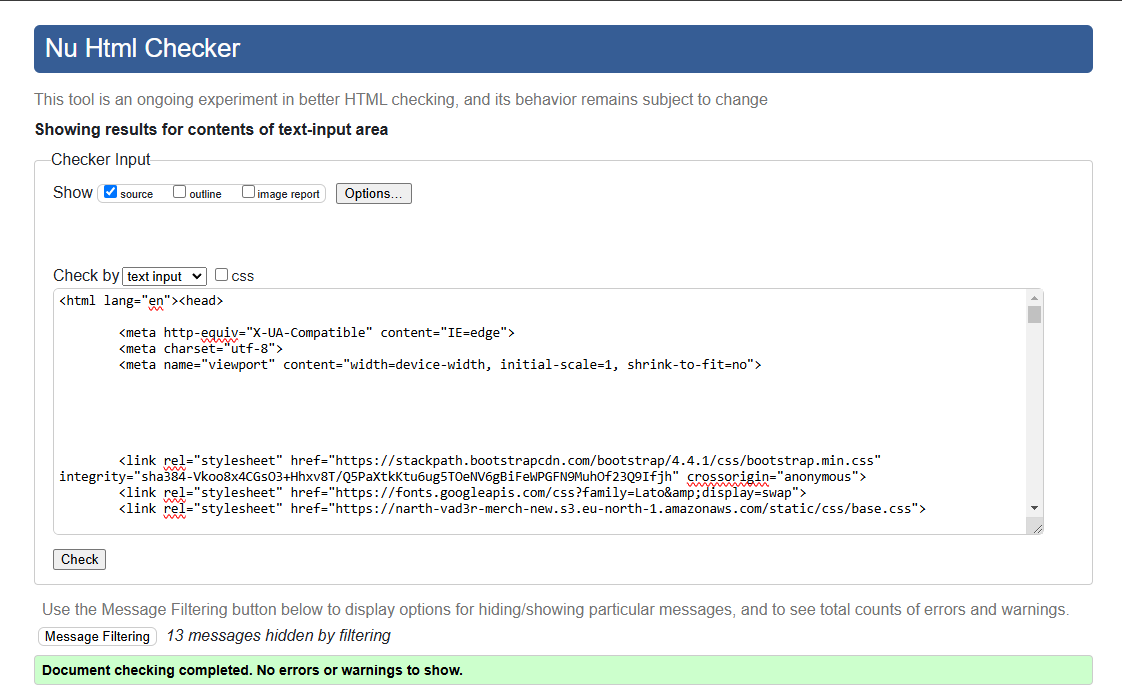 Nu Html Checker
This tool is an ongoing experiment in better HTML checking, and its behavior remains subject to change
Showing results for contents of text-input area
Checker Input
Show source outline image report Options...
Check by text input css
<html lang="en"><head>
<meta http-equiv="X-UA-Compatible" content="IE=edge">
<meta charset="utf-8">
<meta name="viewport" content="width=device-width, initial-scale=1, shrink-to-fit=no">
<link rel="stylesheet" href="https://stackpath.bootstrapcdn.com/bootstrap/4.4.1/css/bootstrap.min.css"
integrity="sha384-Vkoo8x4CGsO3+Hhxv8T/Q5PaXtkKtu6ug5TOeNV6gBiFeWPGFN9MuhOf23Q9Ifjh" crossorigin="anonymous">
<link rel="stylesheet" href="https://fonts.googleapis.com/css?family=Lato&amp;display=swap">
<link rel="stylesheet" href="https://narth-vad3r-merch-new.s3.eu-north-1.amazonaws.com/static/css/base.css">
Check
Use the Message Filtering button below to display options for hiding/showing particular messages, and to see total counts of errors and warnings.
Message Filtering 13 messages hidden by filtering
Document checking completed. No errors or warnings to show.